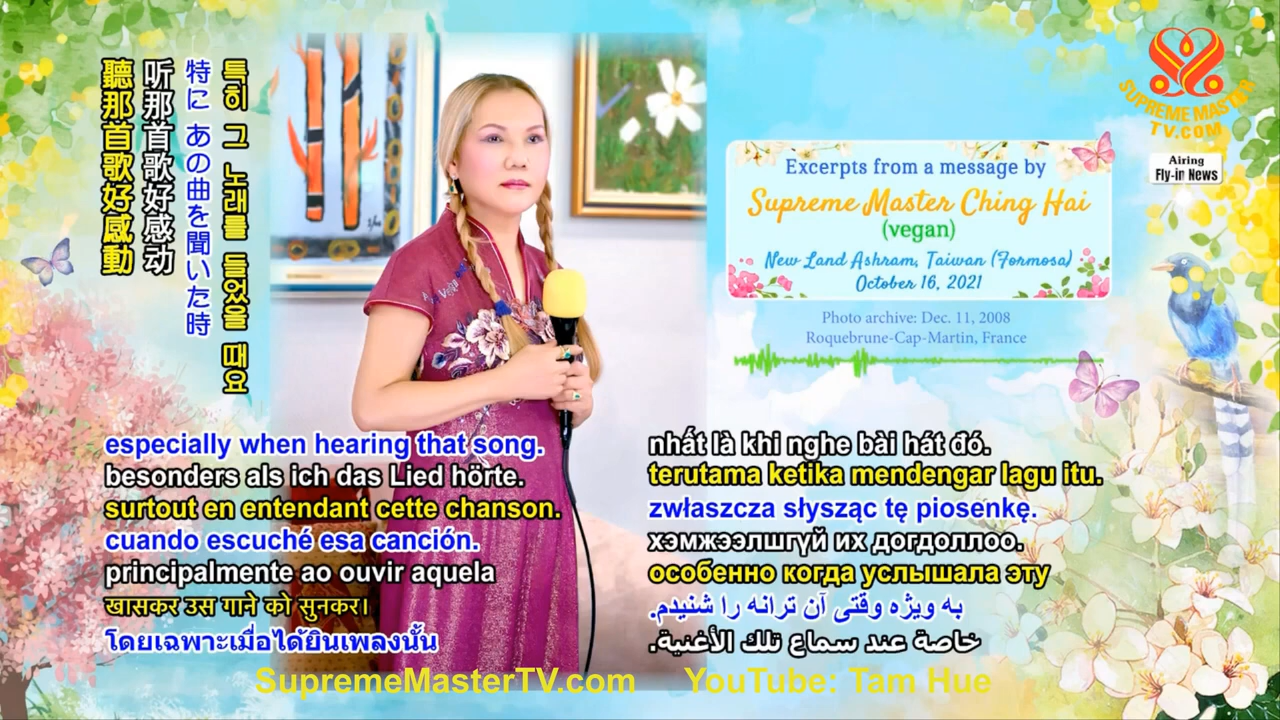 聽那首歌好感動
听那首歌好感动
特に あの曲を聞いた時
특히 그 노래를 들었을 때요
SUPREME MASTER
TV.COM
Airing
Fly-in News
Excerpts from a message by
Supreme Master Ching Hai
(vegan)
New Land Ashram, Taiwan (Formosa)
October 16, 2021
Photo archive: Dec. 11, 2008
Roquebrune-Cap-Martin, France
especially when hearing that song.
besonders als ich das Lied hörte.
surtout en entendant cette chanson.
cuando escuché esa canción.
principalmente ao ouvir aquela
खासकर उस गाने को सुनकर।
โดยเฉพาะเมื่อได้ยินเพลงนั้น
nhất là khi nghe bài hát đó.
terutama ketika mendengar lagu itu.
zwłaszcza słysząc tę piosenkę.
хэмжээлшгүй их догдоллоо.
особенно когда услышала эту
به ویژه وقتی آن ترانه را شنیدم.
خاصة عند سماع تلك الأغنية.
SupremeMasterTV.com
YouTube: Tam Hue